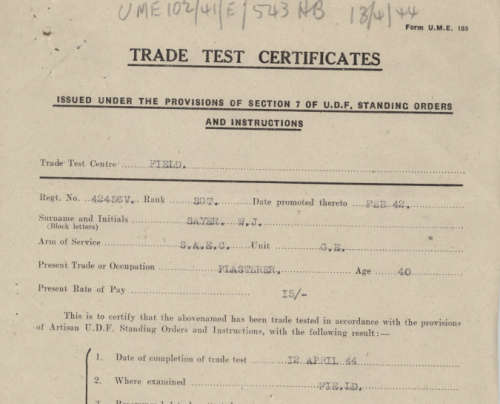 UME102/41/E/543 AB 13/4/44
Form U.M.E. 103
TRADE TEST CERTIFICATES
ISSUED UNDER THE PROVISIONS OF SECTION 7 OF U.D.F. STANDING ORDERS
AND INSTRUCTIONS
Trade Test Centre FIELD.
Regt. No. 42456V. Rank SGT. Date promoted thereto FEB 42.
Surname and Initials SAYER. W.J.
(Block letters)
Arm of Service S.A.E.C. Unit G.E.
Present Trade or Occupation PLASTERER. Age 40
Present Rate of Pay 15/-
This is to certify that the abovenamed has been trade tested in accordance with the provisions
of Artisan U.D.F. Standing Orders and Instructions, with the following result:—
1. Date of completion of trade test 12 APRIL 44
2. Where examined FIE.LD.